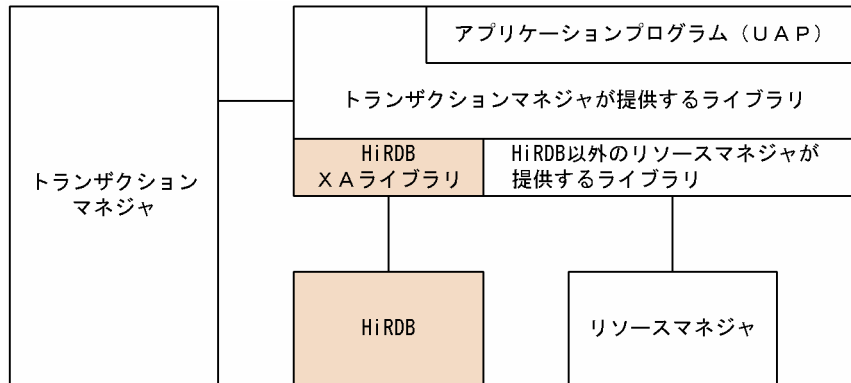 アプリケーションプログラム(UAP)
トランザクションマネジャが提供するライブラリ
トランザクション
マネジャ
HiRDB
XAライブラリ
HiRDB以外のリソースマネジャが
提供するライブラリ
HiRDB
リソースマネジャ